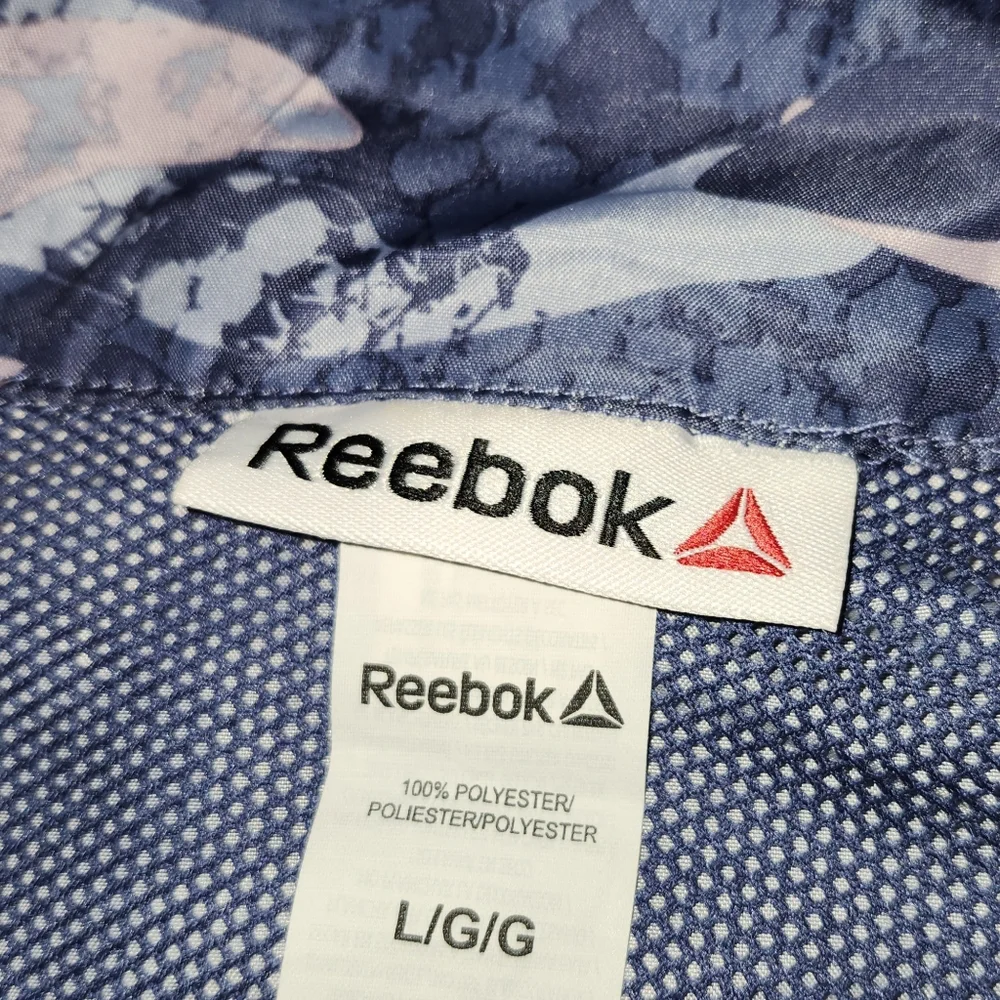 Reebok
Reebok
100% POLYESTER/
POLIESTER/POLYESTER
L/G/G